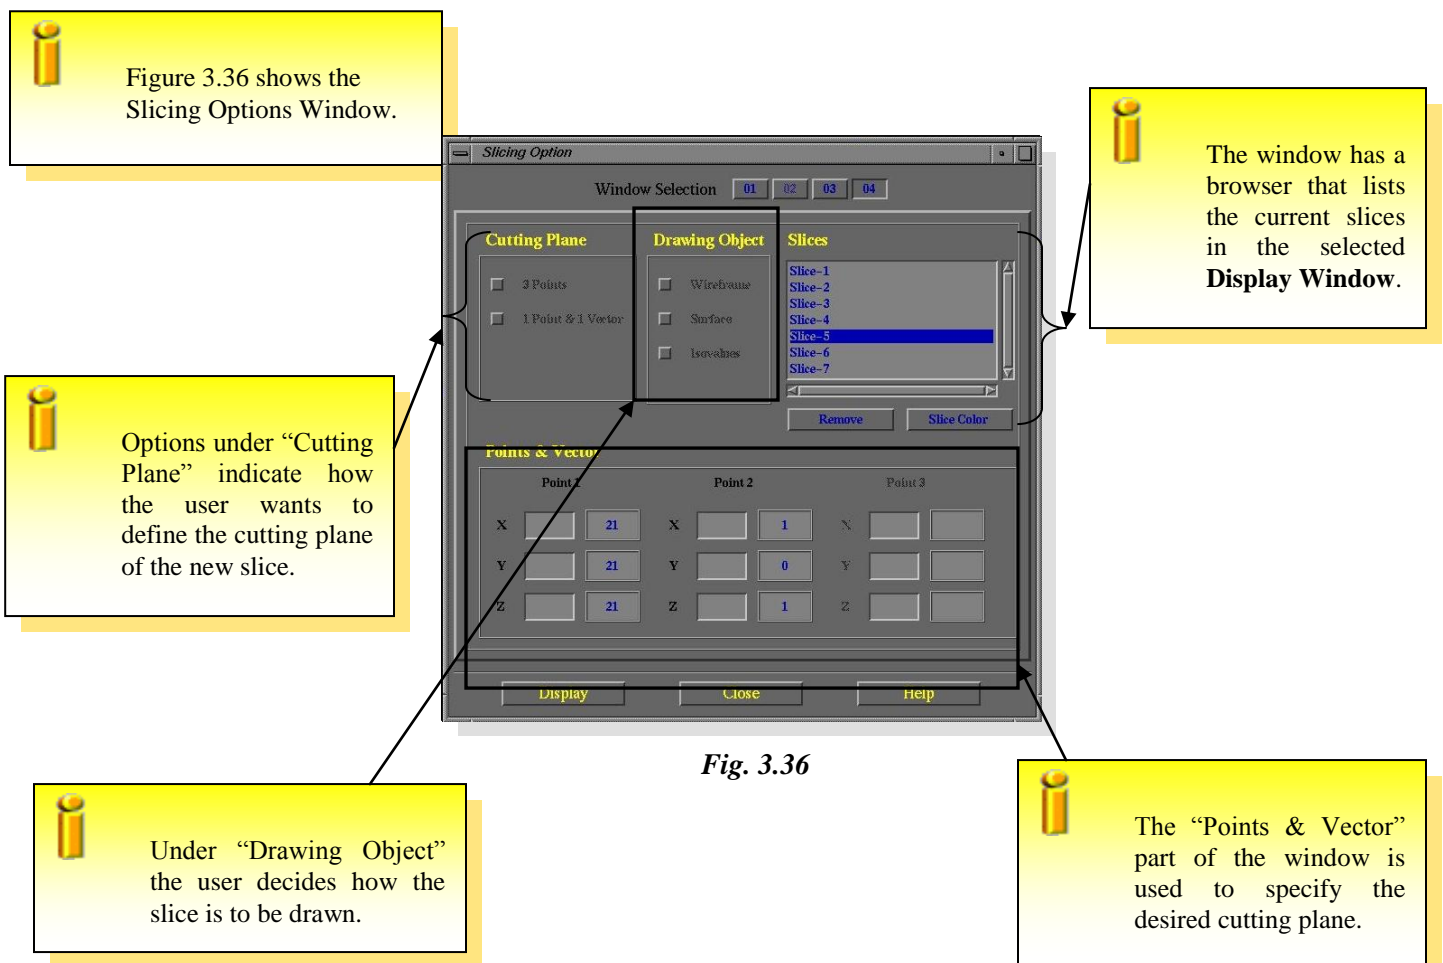 Figure 3.36 shows the
Slicing Options Window.
The window has a
browser that lists
the current slices
in the selected
Display Window.
Slicing Option
Window Selection 01 02 03 04
Cutting Plane
3 Points
1 Point & 1 Vector
Drawing Object
Wireframe
Surface
Isovalues
Slices
Slice-1
Slice-2
Slice-3
Slice-4
Slice-5
Slice-6
Slice-7
Remove Slice Color
Options under “Cutting
Plane” indicate how
the user wants to
define the cutting plane
of the new slice.
Points & Vector
Point 1 Point 2 Point 3
X 21 X 1 X
Y 21 Y 0 Y
Z 21 Z 1 Z
Display Close Help
Fig. 3.36
Under “Drawing Object”
the user decides how the
slice is to be drawn.
The “Points & Vector”
part of the window is
used to specify the
desired cutting plane.